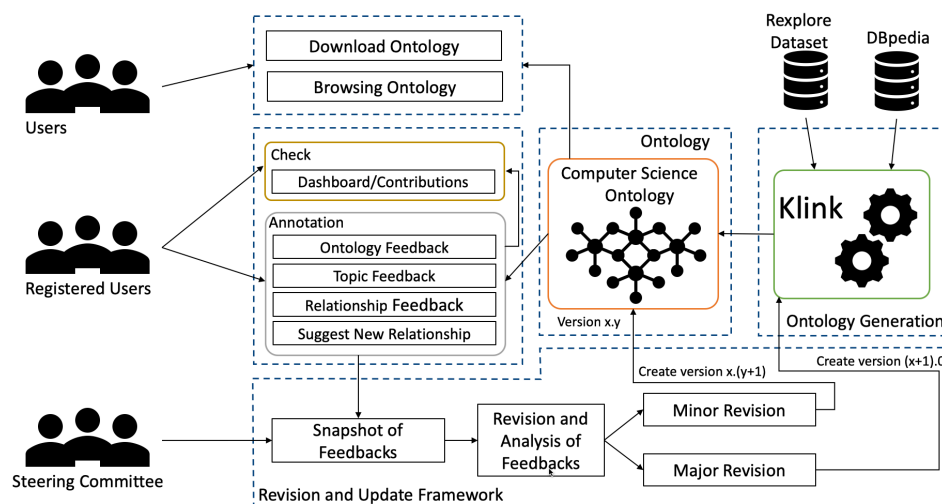 Users
Registered Users
Steering Committee
Download Ontology
Browsing Ontology
Check
Dashboard/Contributions
Annotation
Ontology Feedback
Topic Feedback
Relationship Feedback
Suggest New Relationship
Ontology
Computer Science
Ontology
Version x.y
Rexplore
Dataset
DBpedia
Klink
Ontology Generation
Create version x.(y+1)
Create version (x+1).0
Snapshot of
Feedbacks
Revision and
Analysis of
Feedbacks
Minor Revision
Major Revision
Revision and Update Framework